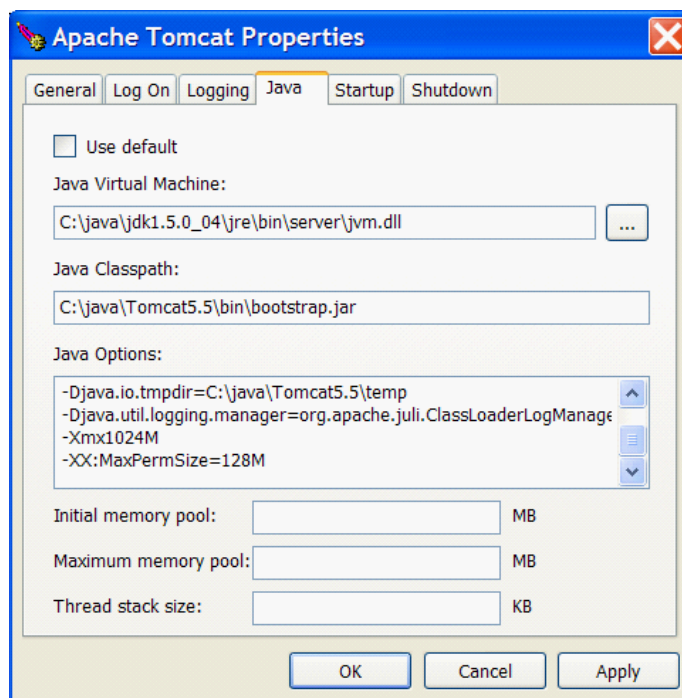 Apache Tomcat Properties
General Log On Logging Java Startup Shutdown
Use default
Java Virtual Machine:
C:\java\jdk1.5.0_04\jre\bin\server\jvm.dll ...
Java Classpath:
C:\java\Tomcat5.5\bin\bootstrap.jar
Java Options:
-Djava.io.tmpdir=C:\java\Tomcat5.5\temp
-Djava.util.logging.manager=org.apache.juli.ClassLoaderLogManage
-Xmx1024M
-XX:MaxPermSize=128M
Initial memory pool: MB
Maximum memory pool: MB
Thread stack size: KB
OK Cancel Apply